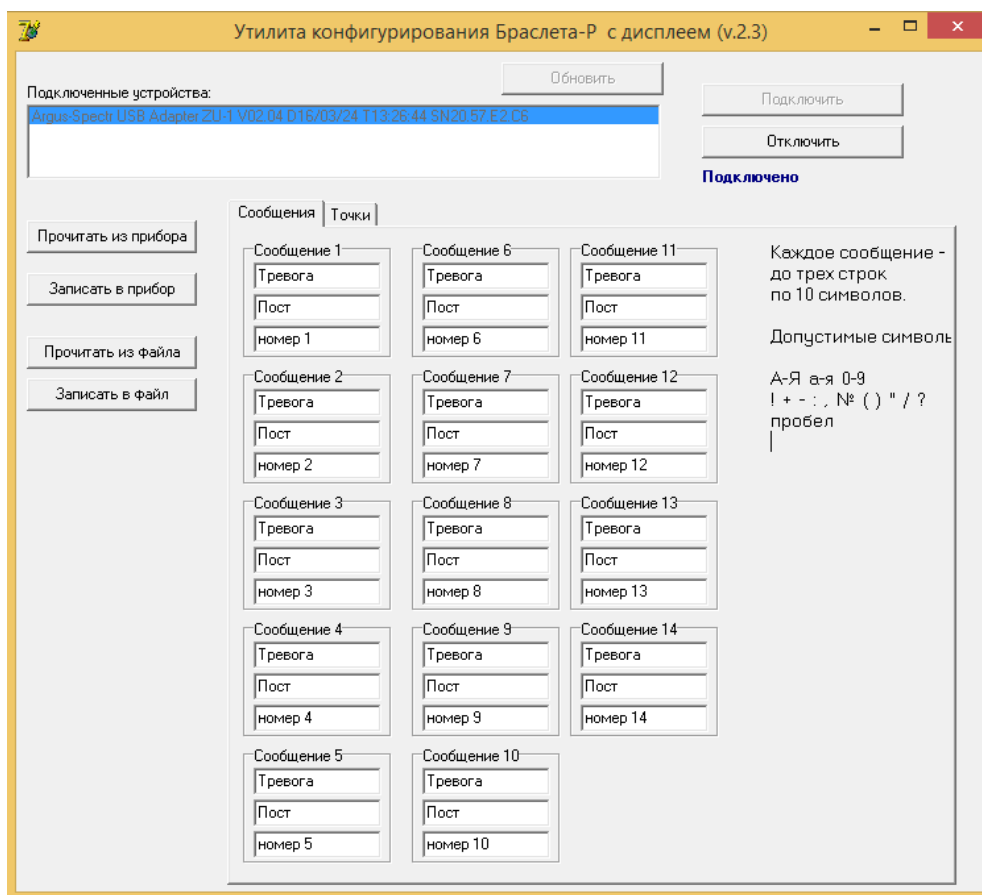 Утилита конфигурирования Браслета-Р с дисплеем (v.2.3)
Обновить
Подключенные устройства:
Argus-Spectr USB Adapter ZU-1 V02.04 D16/03/24 T13:26:44 SN20.57.E2.C6
Подключить
Отключить
Подключено
Прочитать из прибора
Записать в прибор
Прочитать из файла
Записать в файл
Сообщения
Точки
Сообщение 1
Тревога
Пост
номер 1
Сообщение 2
Тревога
Пост
номер 2
Сообщение 3
Тревога
Пост
номер 3
Сообщение 4
Тревога
Пост
номер 4
Сообщение 5
Тревога
Пост
номер 5
Сообщение 6
Тревога
Пост
номер 6
Сообщение 7
Тревога
Пост
номер 7
Сообщение 8
Тревога
Пост
номер 8
Сообщение 9
Тревога
Пост
номер 9
Сообщение 10
Тревога
Пост
номер 10
Сообщение 11
Тревога
Пост
номер 11
Сообщение 12
Тревога
Пост
номер 12
Сообщение 13
Тревога
Пост
номер 13
Сообщение 14
Тревога
Пост
номер 14
Каждое сообщение -
до трех строк
по 10 символов.
Допустимые символь
А-Я а-я 0-9
! + - : , № ( ) " / ?
пробел